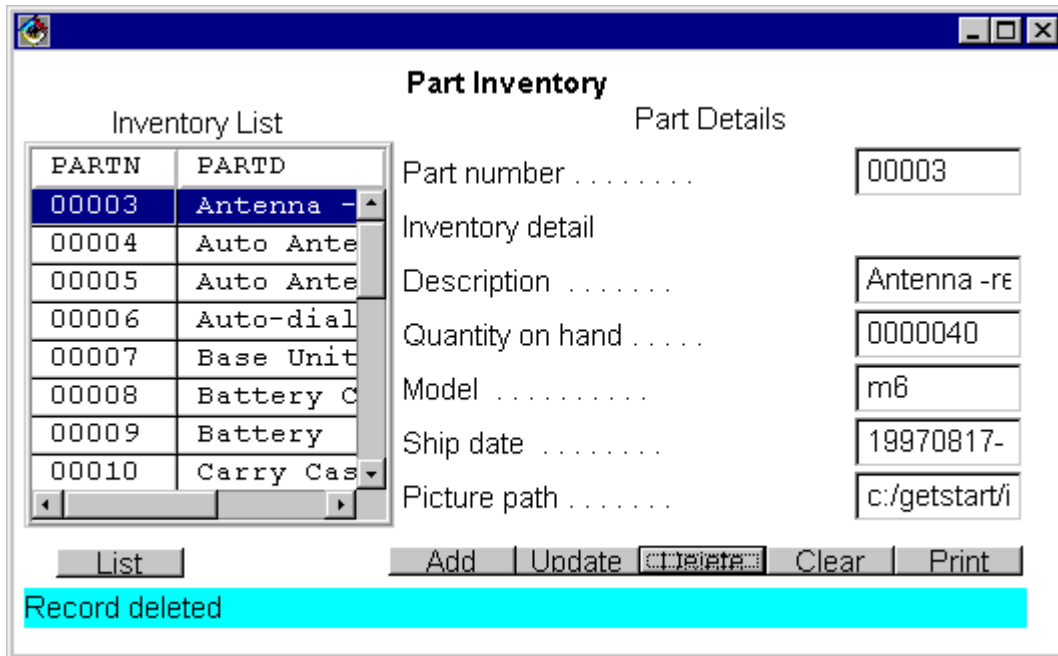 Part Inventory
Inventory List
Part Details
PARTN PARTD
00003 Antenna -
00004 Auto Ante
00005 Auto Ante
00006 Auto-dial
00007 Base Unit
00008 Battery C
00009 Battery
00010 Carry Cas
Part number . . . . . . . . 00003
Inventory detail
Description . . . . . . . Antenna -re
Quantity on hand . . . . . 0000040
Model . . . . . . . . . . m6
Ship date . . . . . . . . 19970817-
Picture path . . . . . . . c:/getstart/i
List Add Update Delete Clear Print
Record deleted